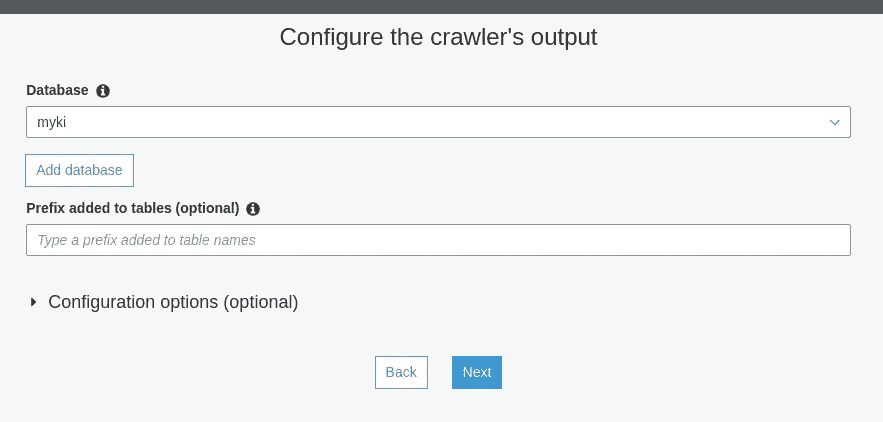 Configure the crawler's output
Database
myki
Add database
Prefix added to tables (optional)
Type a prefix added to table names
Configuration options (optional)
Back Next